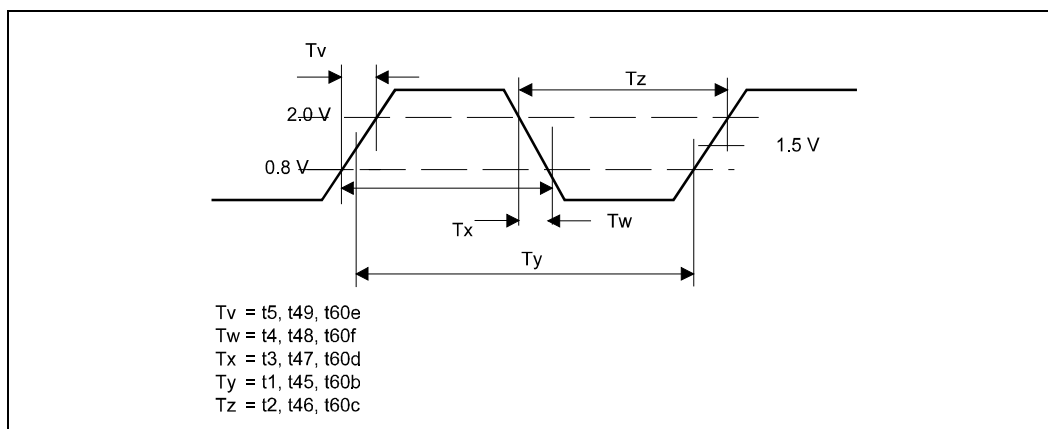 Tv
Tz
2.0 V
1.5 V
0.8 V
Tx
Tw
Ty
Tv = t5, t49, t60e
Tw = t4, t48, t60f
Tx = t3, t47, t60d
Ty = t1, t45, t60b
Tz = t2, t46, t60c